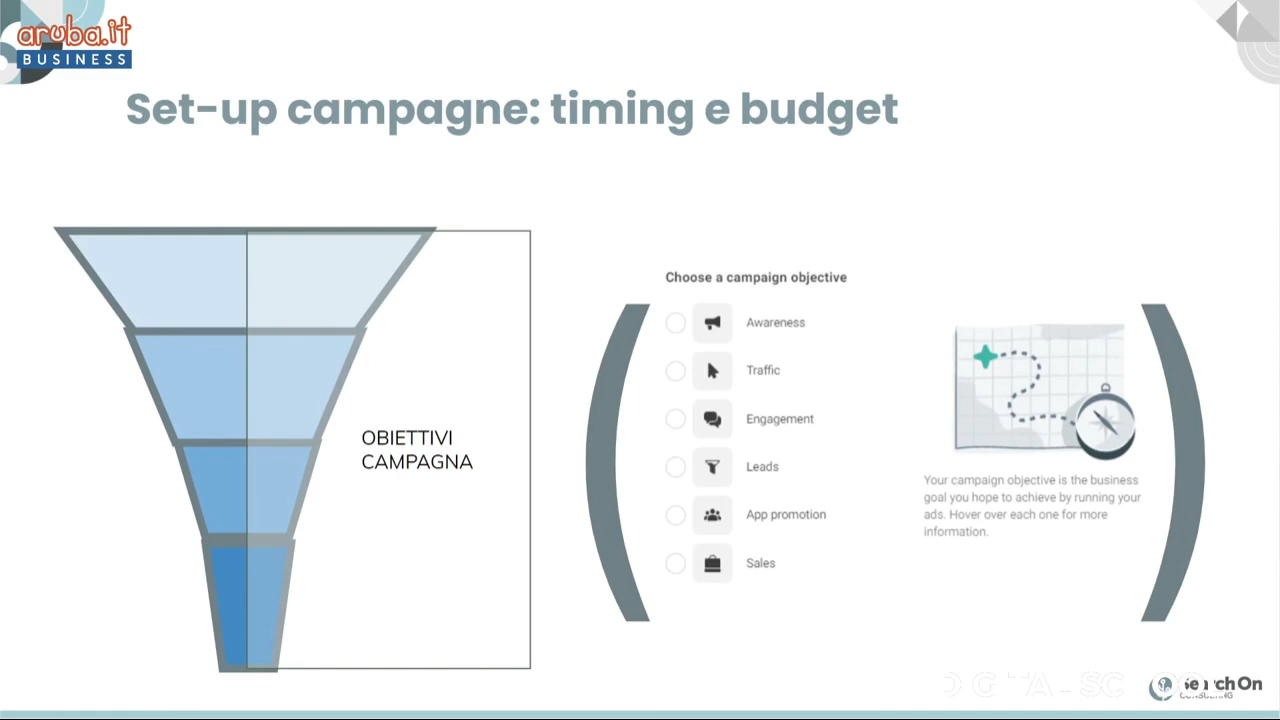 aruba.it
BUSINESS
Set-up campagne: timing e budget
OBIETTIVI
CAMPAGNA
Choose a campaign objective
Awareness
Traffic
Engagement
Leads
App promotion
Sales
Your campaign objective is the business
goal you hope to achieve by running your
ads. Hover over each one for more
information.
SearchOn
CONSULTING